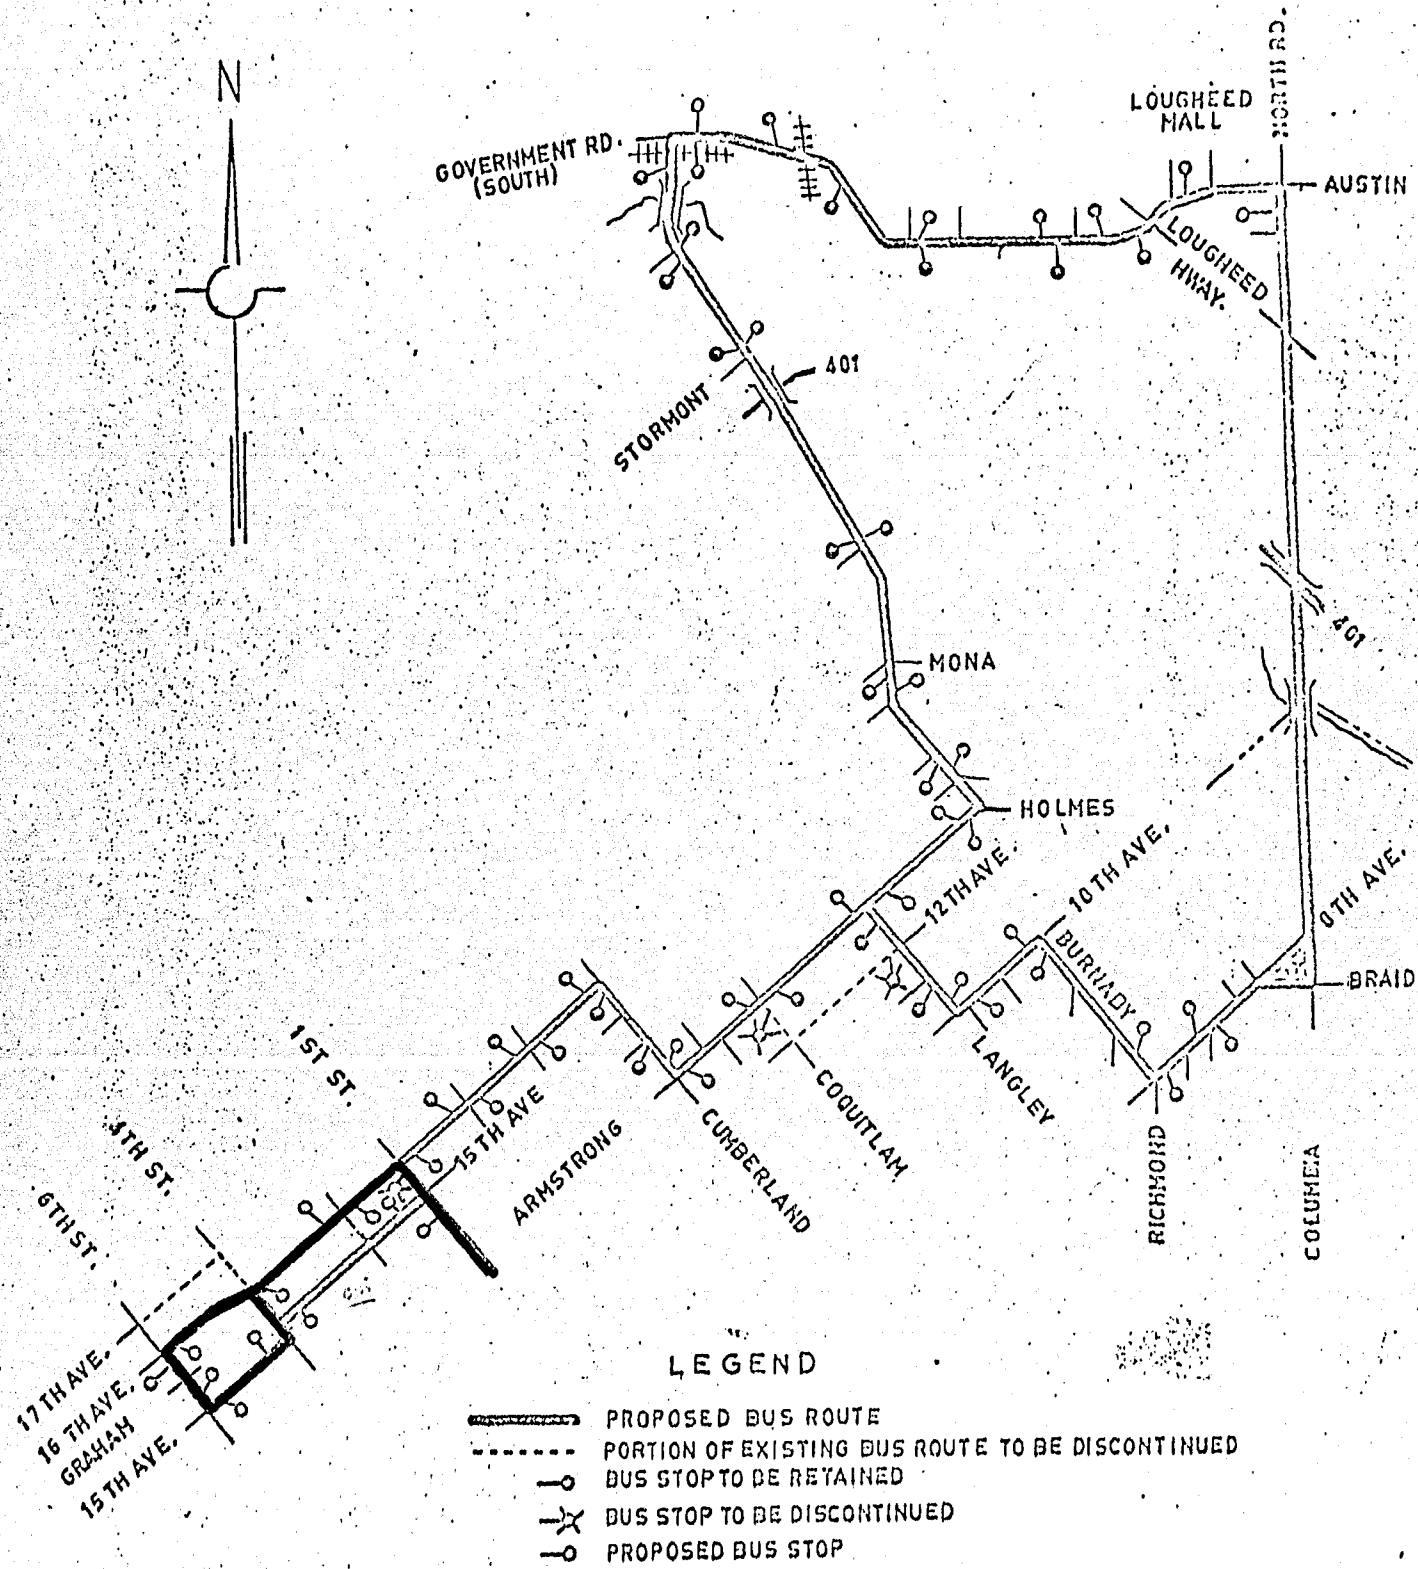 N
NORTH RD.
LOUGHEED
MALL
GOVERNMENT RD.
(SOUTH)
AUSTIN
LOUGHEED
HWAY.
401
STORMONT
401
MONA
HOLMES
12TH AVE.
10TH AVE.
BURNABY
BRAID
1ST ST.
4TH ST.
6TH ST.
15TH AVE
ARMSTRONG
CUMBERLAND
COQUITLAM
LANGLEY
RICHMOND
COLUMBIA
17TH AVE.
16TH AVE.
GRAHAM
15TH AVE.
LEGEND
PROPOSED BUS ROUTE
PORTION OF EXISTING BUS ROUTE TO BE DISCONTINUED
BUS STOP TO BE RETAINED
BUS STOP TO BE DISCONTINUED
PROPOSED BUS STOP